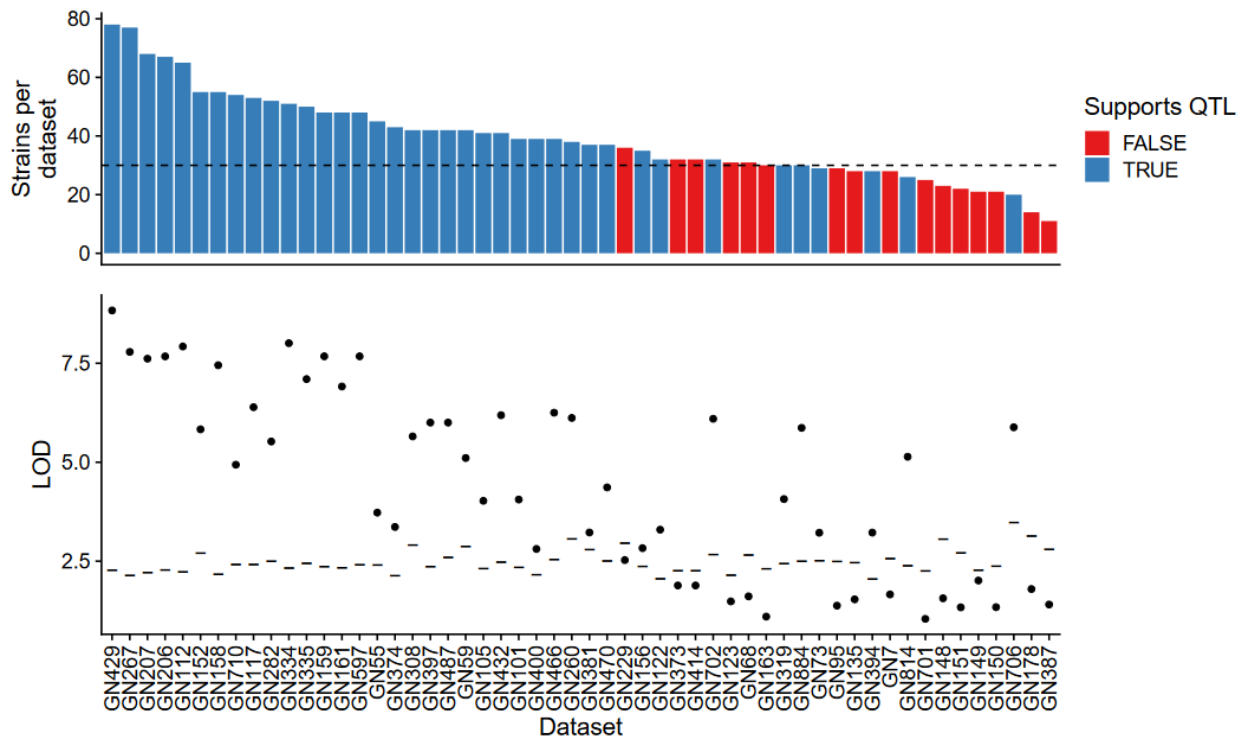 80
60
40
20
0
Strains per
dataset
Supports QTL
FALSE
TRUE
7.5
5.0
2.5
LOD
GN429
GN267
GN207
GN206
GN112
GN152
GN158
GN710
GN117
GN282
GN334
GN335
GN159
GN161
GN597
GN55
GN374
GN308
GN397
GN487
GN59
GN105
GN432
GN101
GN400
GN466
GN260
GN381
GN470
GN229
GN156
GN122
GN373
GN414
GN702
GN123
GN68
GN163
GN319
GN884
GN73
GN95
GN135
GN394
GN7
GN814
GN701
GN148
GN151
GN149
GN150
GN706
GN178
GN387
Dataset